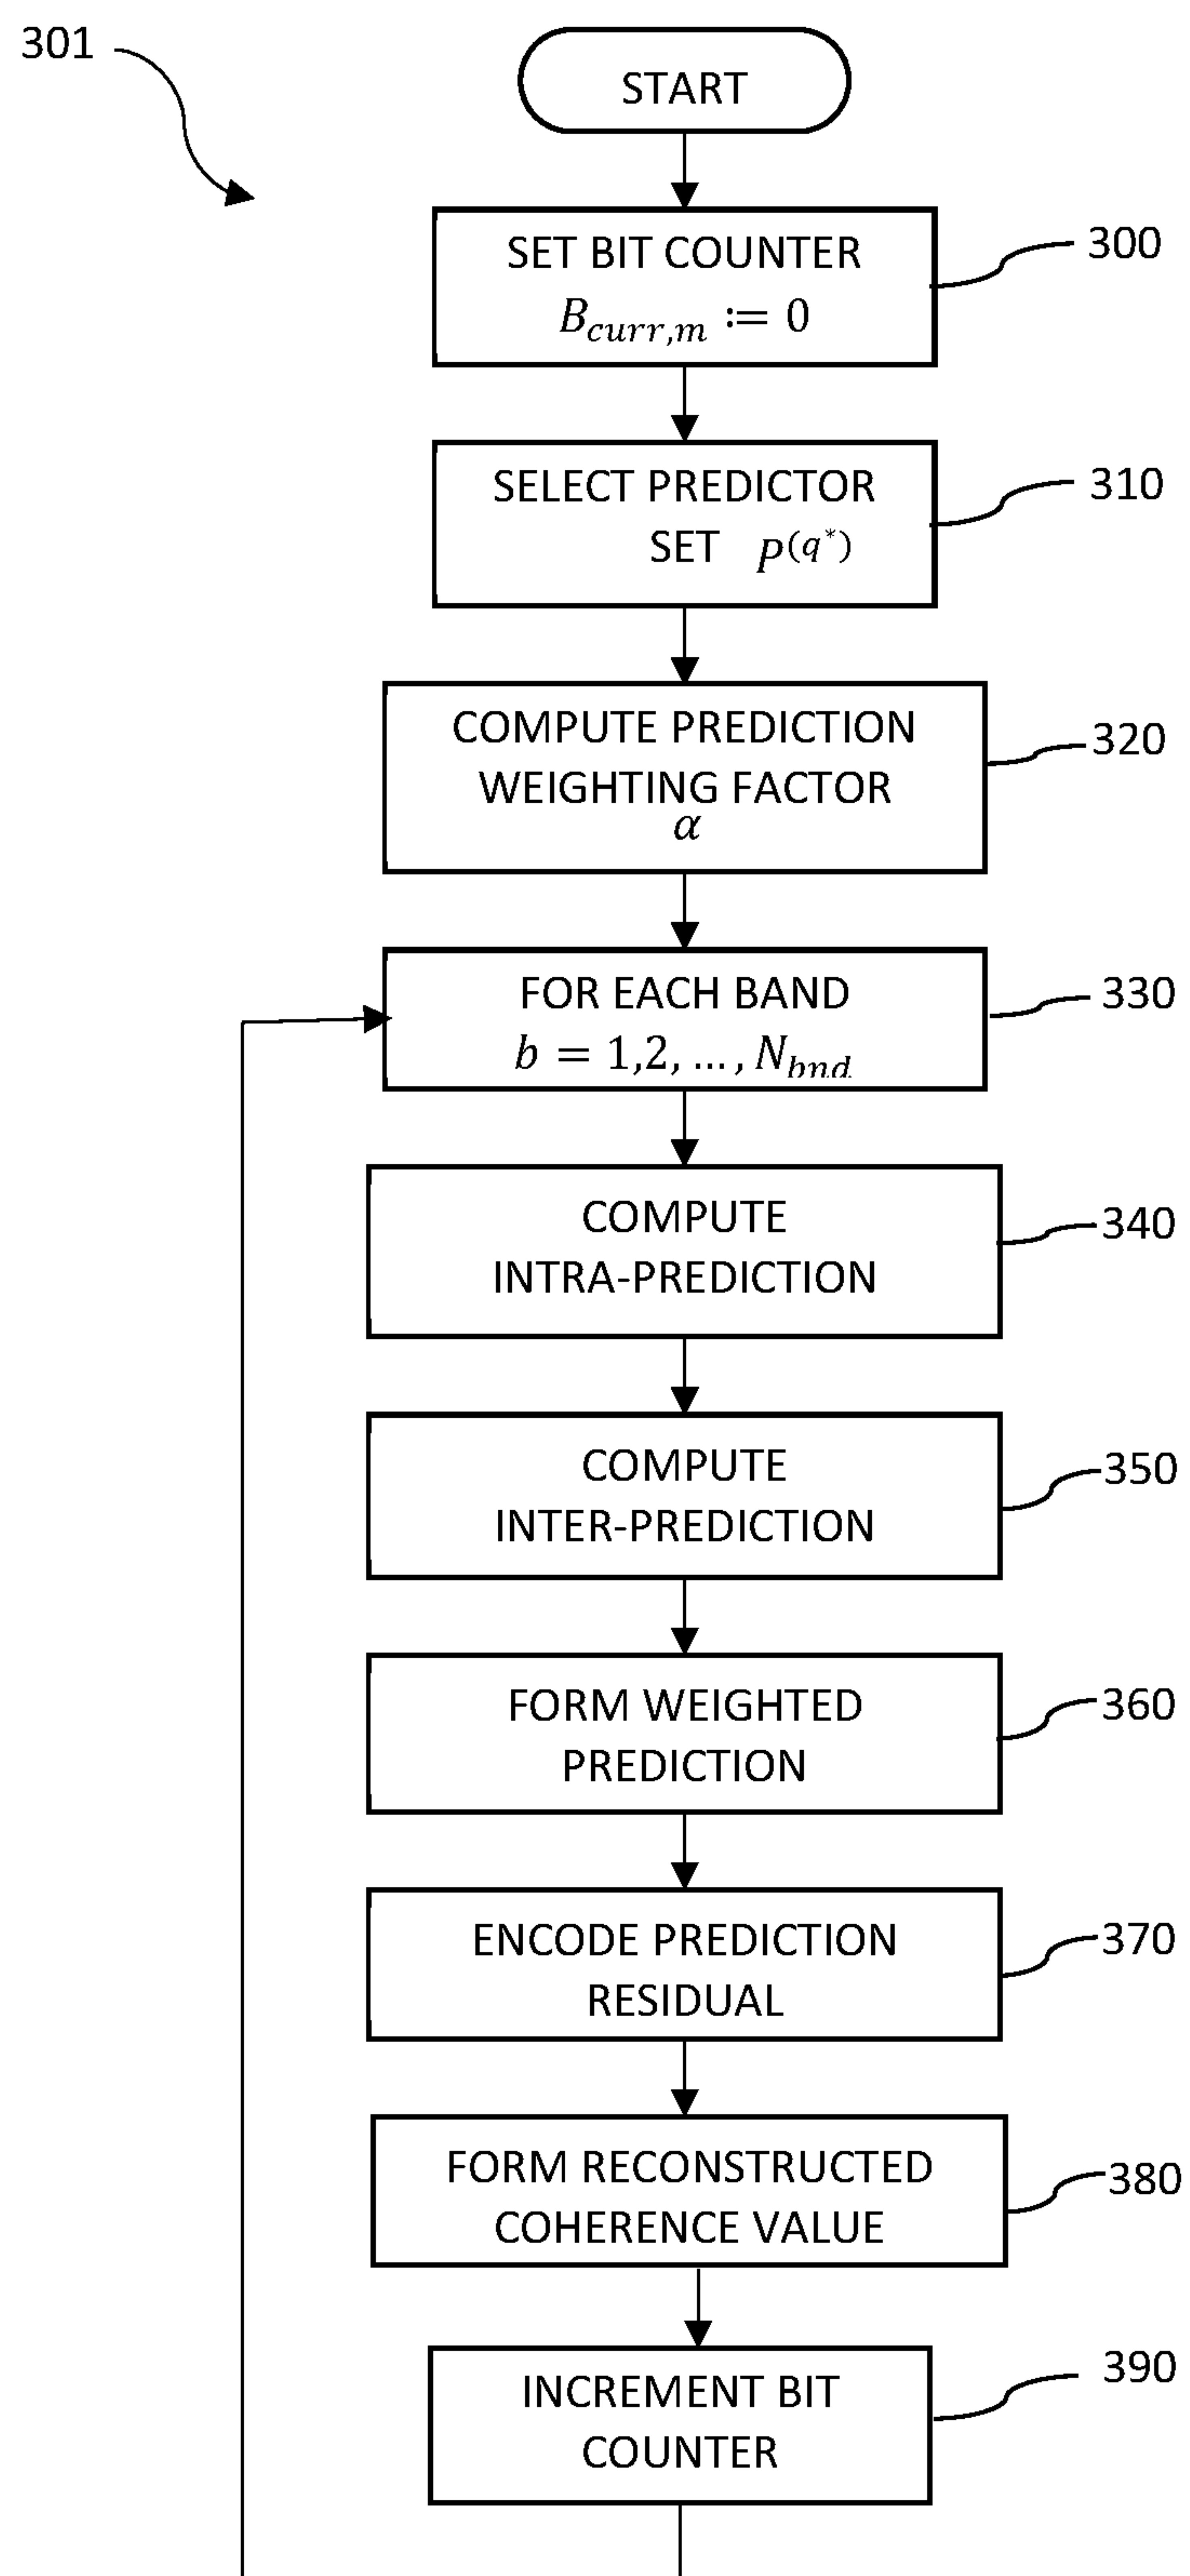 301
START
SET BIT COUNTER
B_{curr,m} := 0
300
SELECT PREDICTOR
SET P^{(q*)}
310
COMPUTE PREDICTION
WEIGHTING FACTOR
α
320
FOR EACH BAND
b = 1,2, ..., N_{bnd}
330
COMPUTE
INTRA-PREDICTION
340
COMPUTE
INTER-PREDICTION
350
FORM WEIGHTED
PREDICTION
360
ENCODE PREDICTION
RESIDUAL
370
FORM RECONSTRUCTED
COHERENCE VALUE
380
INCREMENT BIT
COUNTER
390